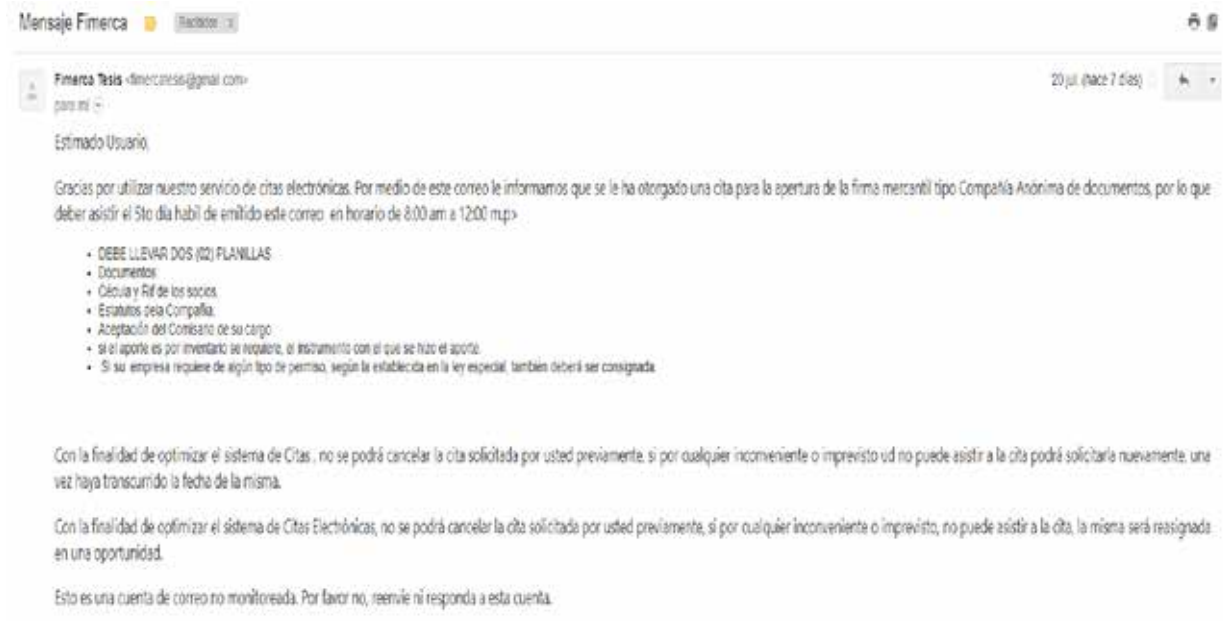 Mensaje Fimerca Recibidos x
Fimerca Tesis <fimercatesis@gmail.com> 20 jul. (hace 7 días)
para mí
Estimado Usuario,
Gracias por utilizar nuestro servicio de citas electrónicas. Por medio de este correo le informamos que se le ha otorgado una cita para la apertura de la firma mercantil tipo Compañía Anónima de documentos, por lo que
deber asistir el 5to día habil de emitido este correo en horario de 8:00 am a 12:00 m.p>
• DEBE LLEVAR DOS (02) PLANILLAS
• Documentos
• Cédula y Rif de los socios.
• Estatutos pela Compañia.
• Aceptación del Comisario de su cargo
• si el aporte es por inventario se requiere, el instrumento con el que se hizo el aporte.
• Si su empresa requiere de algún tipo de permiso, según la establecida en la ley especial, también deberá ser consignada.
Con la finalidad de optimizar el sistema de Citas , no se podrá cancelar la cita solicitada por usted previamente, si por cualquier inconveniente o imprevisto ud no puede asistir a la cita podrá solicitarla nuevamente, una
vez haya transcurrido la fecha de la misma.
Con la finalidad de optimizar el sistema de Citas Electrónicas, no se podrá cancelar la cita solicitada por usted previamente, si por cualquier inconveniente o imprevisto, no puede asistir a la cita, la misma será reasignada
en una oportunidad.
Esto es una cuenta de correo no monitoreada. Por favor no, reenvie ni responda a esta cuenta.